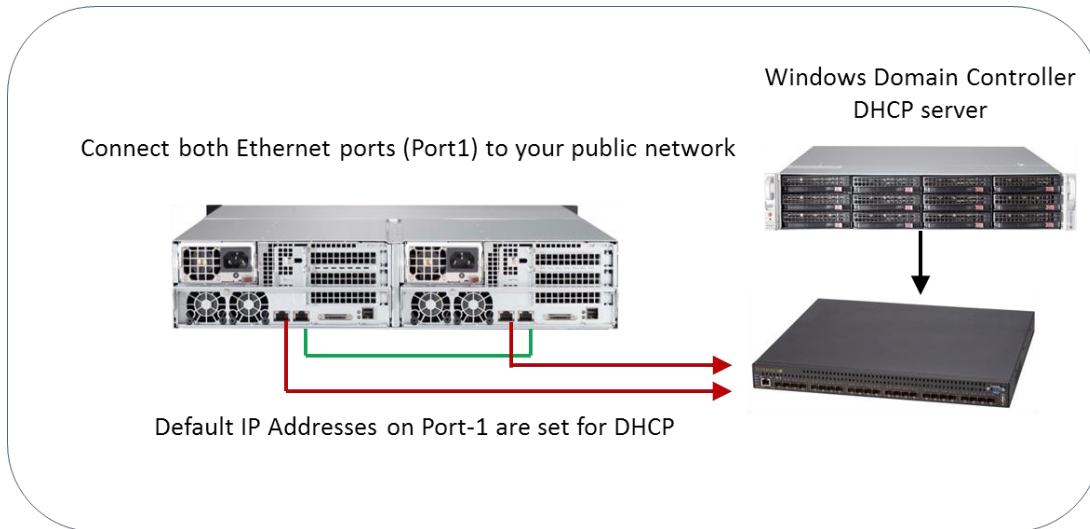 Windows Domain Controller
DHCP server
Connect both Ethernet ports (Port1) to your public network
Default IP Addresses on Port-1 are set for DHCP